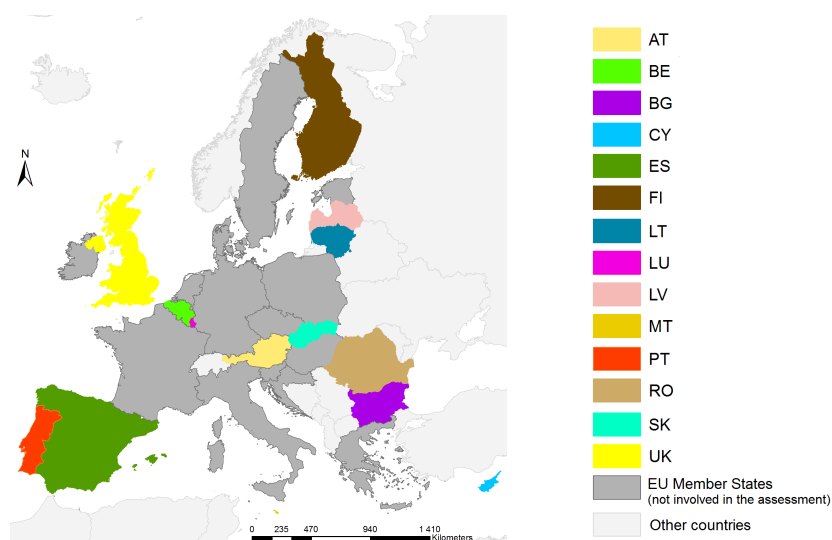 AT
BE
BG
CY
ES
FI
LT
LU
LV
MT
PT
RO
SK
UK
EU Member States
(not involved in the assessment)
Other countries
N
0 235 470 940 1 410
Kilometers